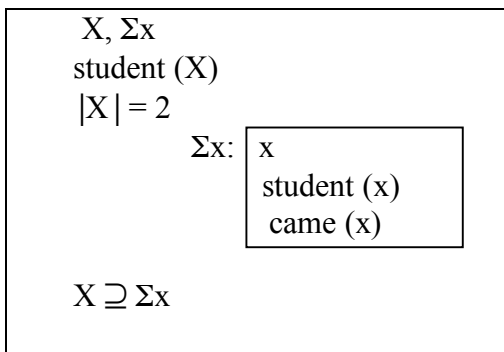 X, Σx
student (X)
|X| = 2
Σx: x
student (x)
came (x)
X ⊇ Σx